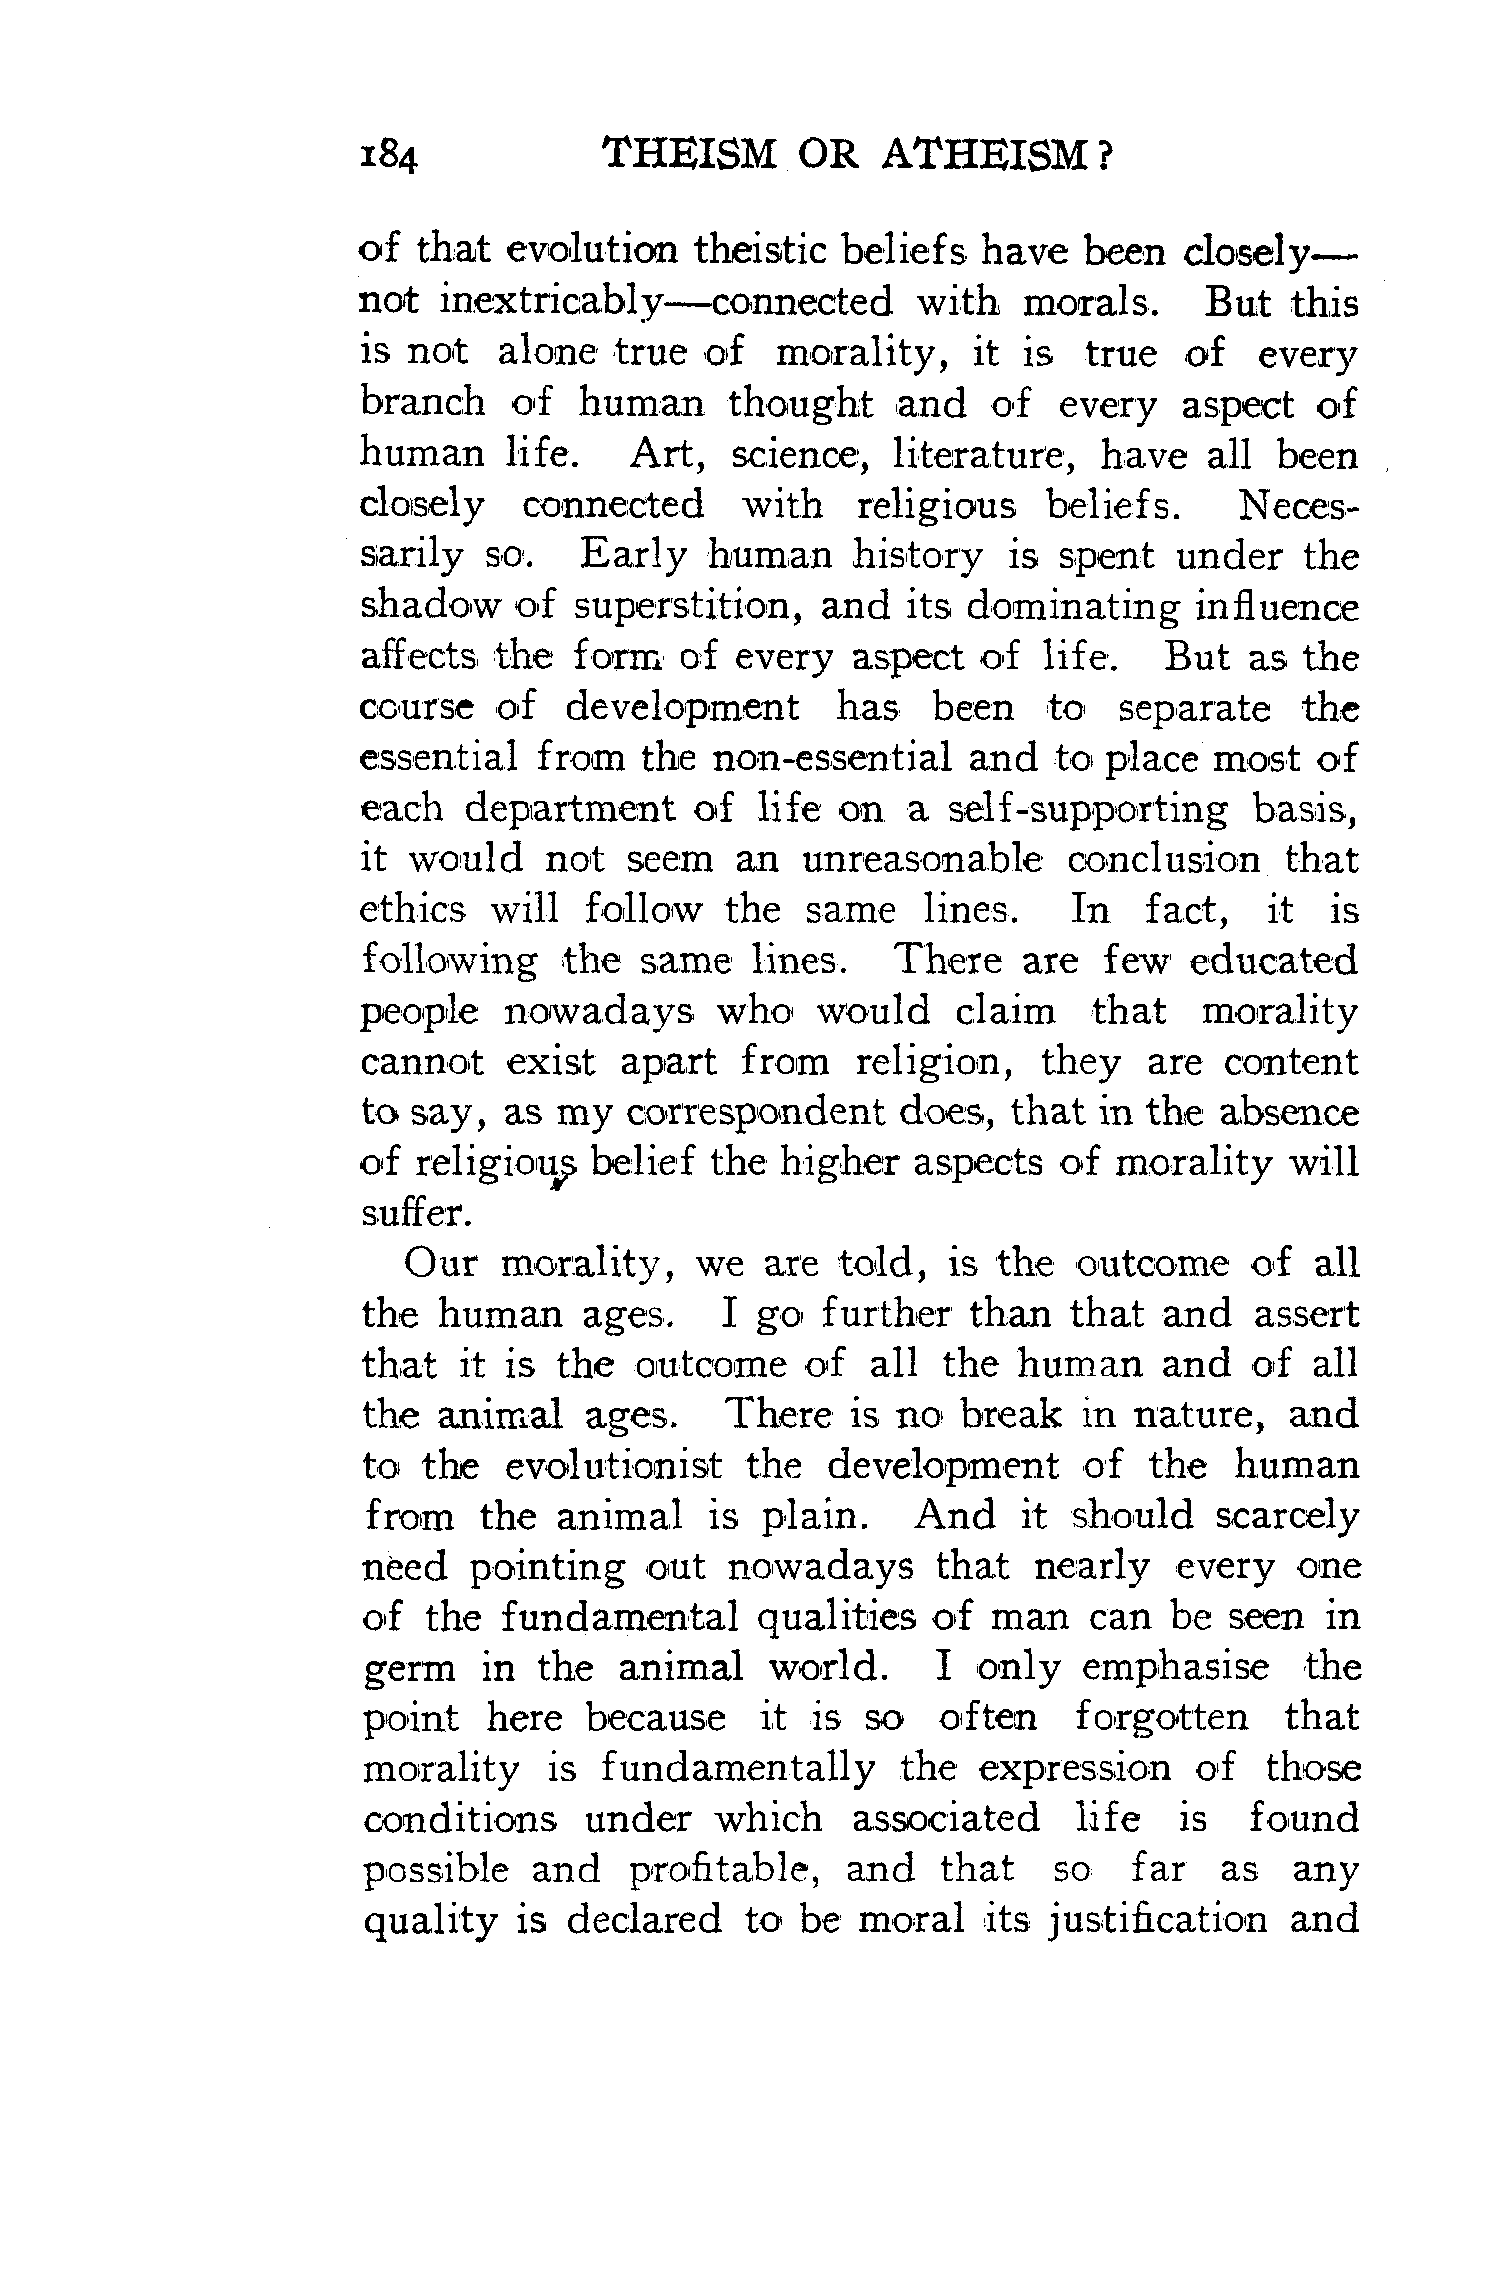 184 THEISM OR ATHEISM?
of that evolution theistic beliefs have been closely—
not inextricably—connected with morals. But this
is not alone true of morality, it is true of every
branch of human thought and of every aspect of
human life. Art, science, literature, have all been
closely connected with religious beliefs. Neces-
sarily so. Early human history is spent under the
shadow of superstition, and its dominating influence
affects the form of every aspect of life. But as the
course of development has been to separate the
essential from the non-essential and to place most of
each department of life on a self-supporting basis,
it would not seem an unreasonable conclusion that
ethics will follow the same lines. In fact, it is
following the same lines. There are few educated
people nowadays who would claim that morality
cannot exist apart from religion, they are content
to say, as my correspondent does, that in the absence
of religious belief the higher aspects of morality will
suffer.
Our morality, we are told, is the outcome of all
the human ages. I go further than that and assert
that it is the outcome of all the human and of all
the animal ages. There is no break in nature, and
to the evolutionist the development of the human
from the animal is plain. And it should scarcely
need pointing out nowadays that nearly every one
of the fundamental qualities of man can be seen in
germ in the animal world. I only emphasise the
point here because it is so often forgotten that
morality is fundamentally the expression of those
conditions under which associated life is found
possible and profitable, and that so far as any
quality is declared to be moral its justification and